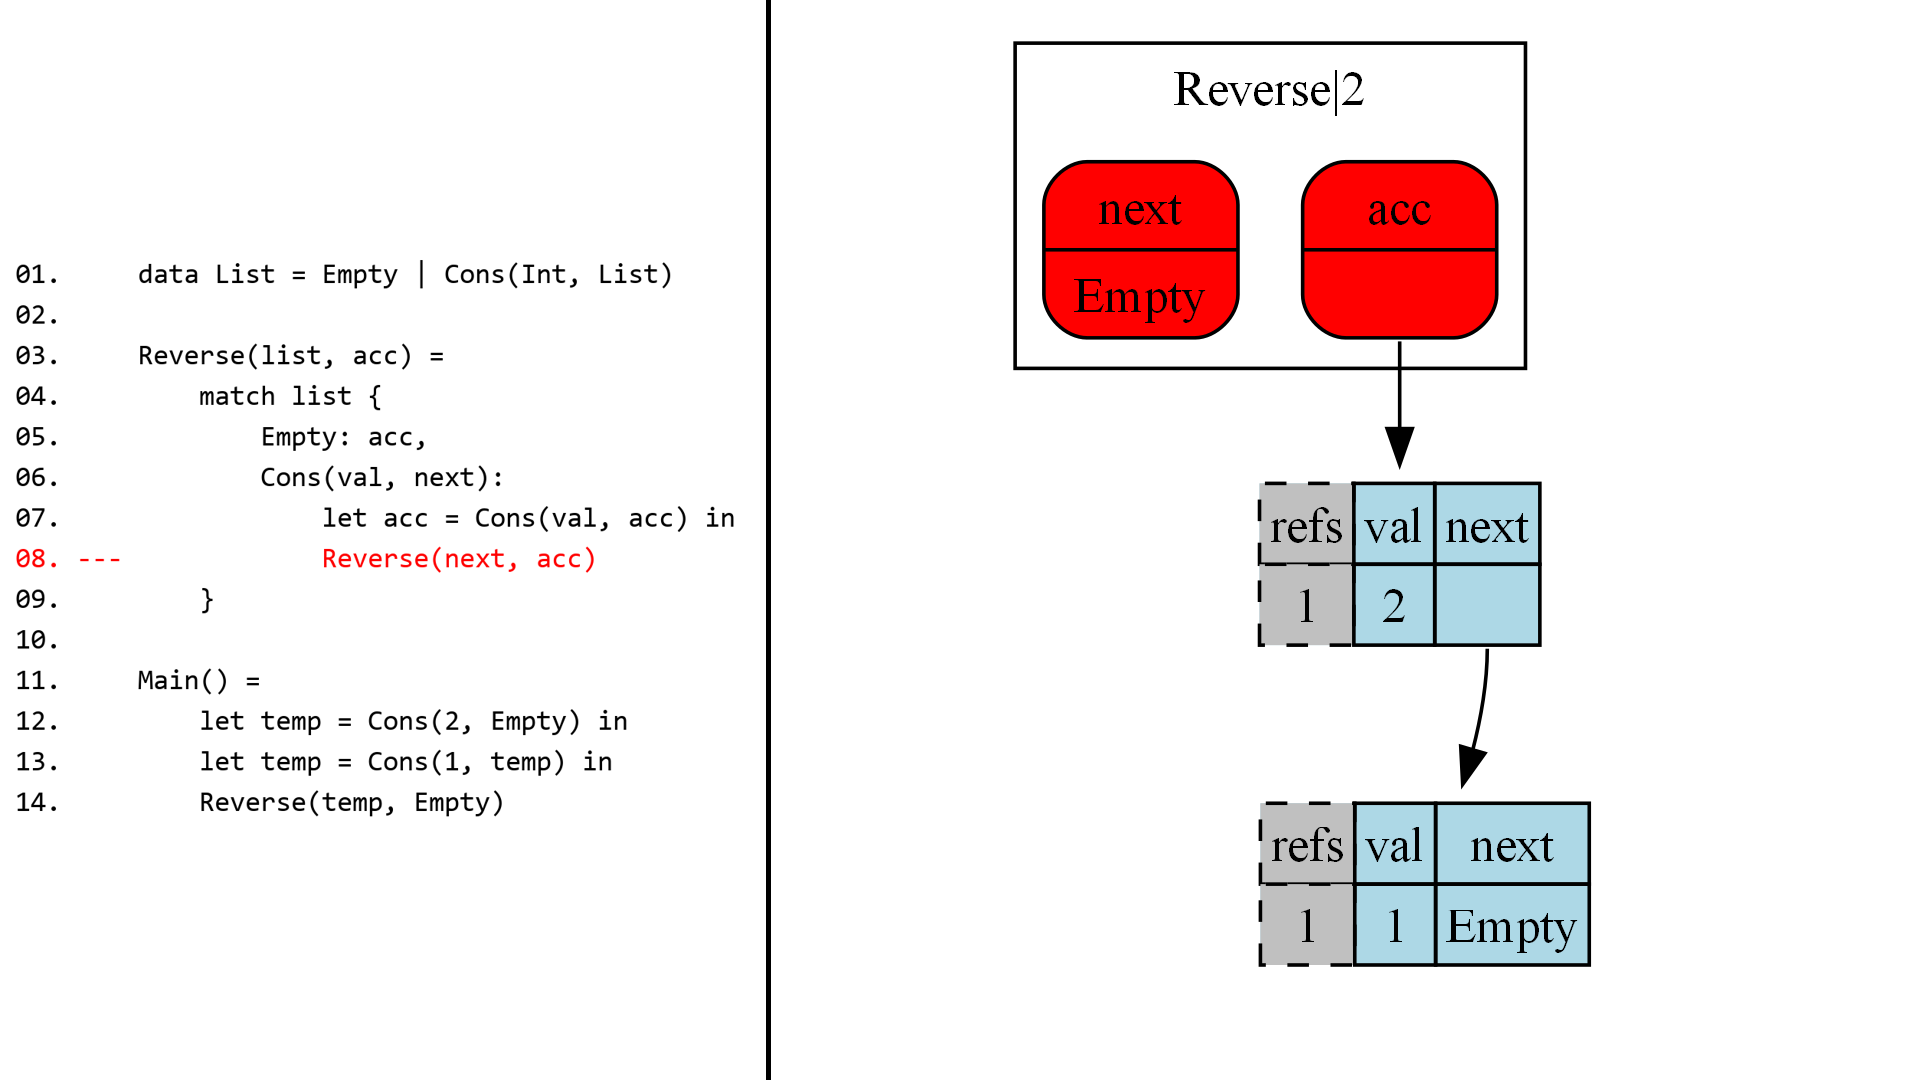 01. data List = Empty | Cons(Int, List)
02.
03. Reverse(list, acc) =
04. match list {
05. Empty: acc,
06. Cons(val, next):
07. let acc = Cons(val, acc) in
08. --- Reverse(next, acc)
09. }
10.
11. Main() =
12. let temp = Cons(2, Empty) in
13. let temp = Cons(1, temp) in
14. Reverse(temp, Empty)
Reverse|2
next acc
Empty
refs val next
1 2
refs val next
1 1 Empty